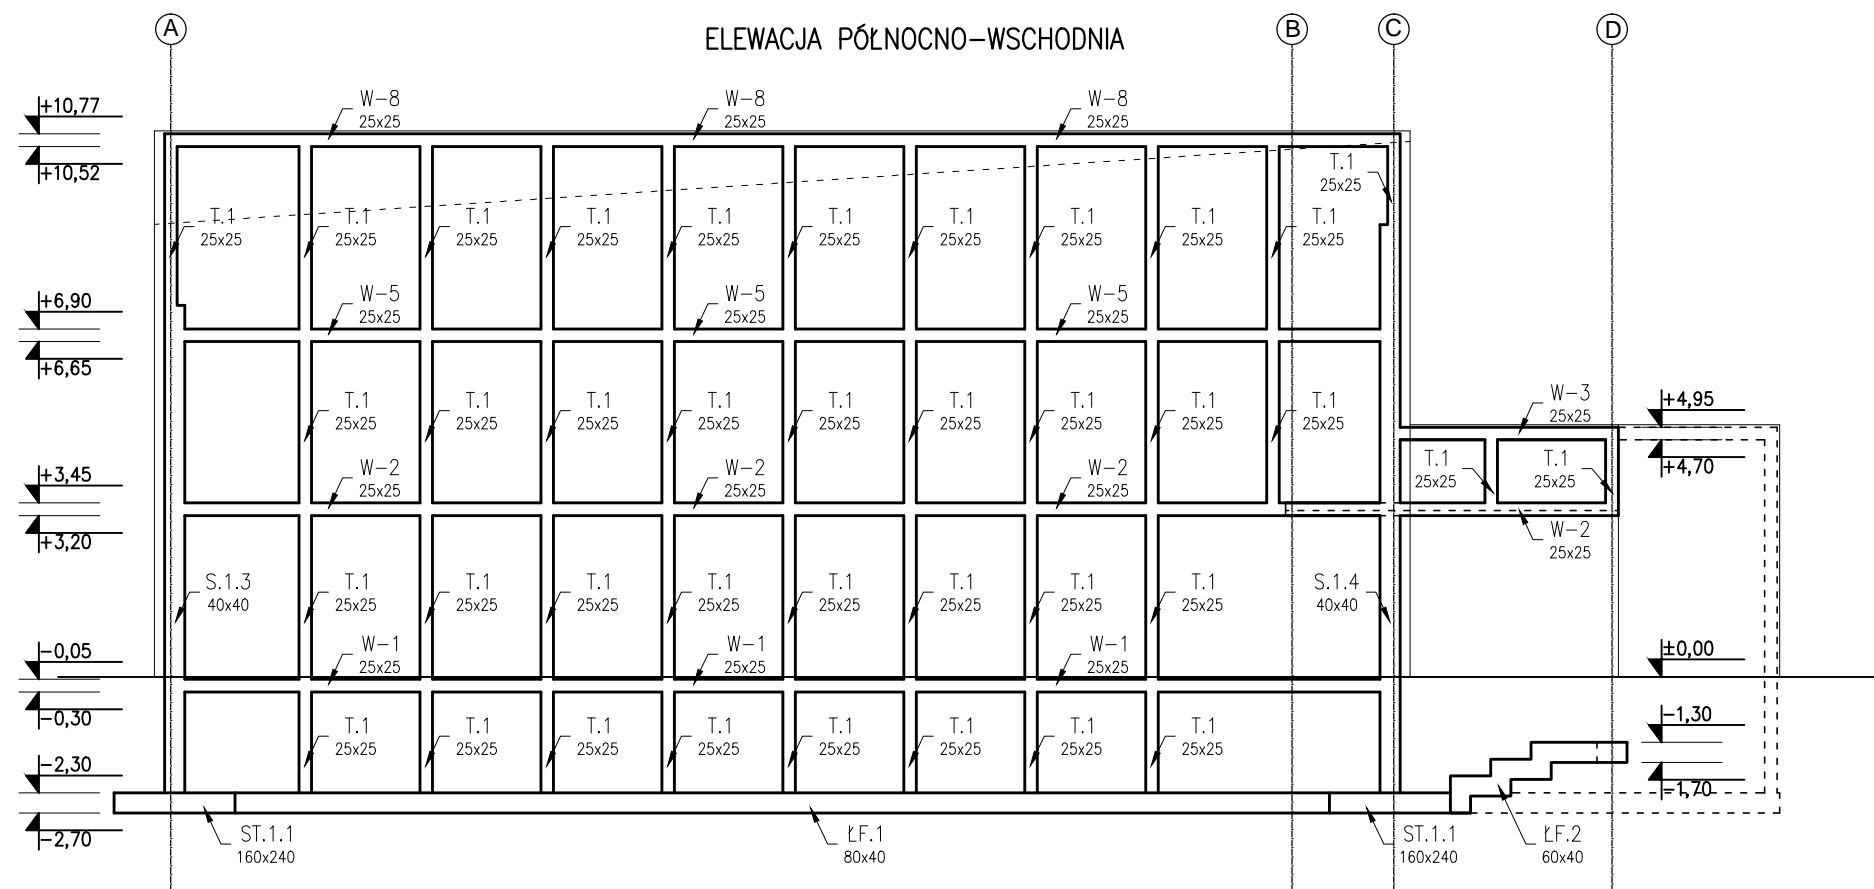 A
ELEWACJA PÓŁNOCNO-WSCHODNIA
B
C
D
+10,77
W-8
25x25
W-8
25x25
W-8
25x25
+10,52
T.1
25x25
T.1
25x25
T.1
25x25
T.1
25x25
T.1
25x25
T.1
25x25
T.1
25x25
T.1
25x25
T.1
25x25
T.1
25x25
T.1
25x25
+6,90
W-5
25x25
W-5
25x25
W-5
25x25
+6,65
T.1
25x25
T.1
25x25
T.1
25x25
T.1
25x25
T.1
25x25
T.1
25x25
T.1
25x25
T.1
25x25
T.1
25x25
W-3
25x25
+4,95
+4,70
T.1
25x25
T.1
25x25
+3,45
W-2
25x25
W-2
25x25
W-2
25x25
W-2
25x25
+3,20
S.1.3
40x40
T.1
25x25
T.1
25x25
T.1
25x25
T.1
25x25
T.1
25x25
T.1
25x25
T.1
25x25
T.1
25x25
S.1.4
40x40
-0,05
W-1
25x25
W-1
25x25
W-1
25x25
±0,00
-0,30
T.1
25x25
T.1
25x25
T.1
25x25
T.1
25x25
T.1
25x25
T.1
25x25
T.1
25x25
T.1
25x25
-1,30
-1,70
-2,30
-2,70
ST.1.1
160x240
ŁF.1
80x40
ST.1.1
160x240
ŁF.2
60x40